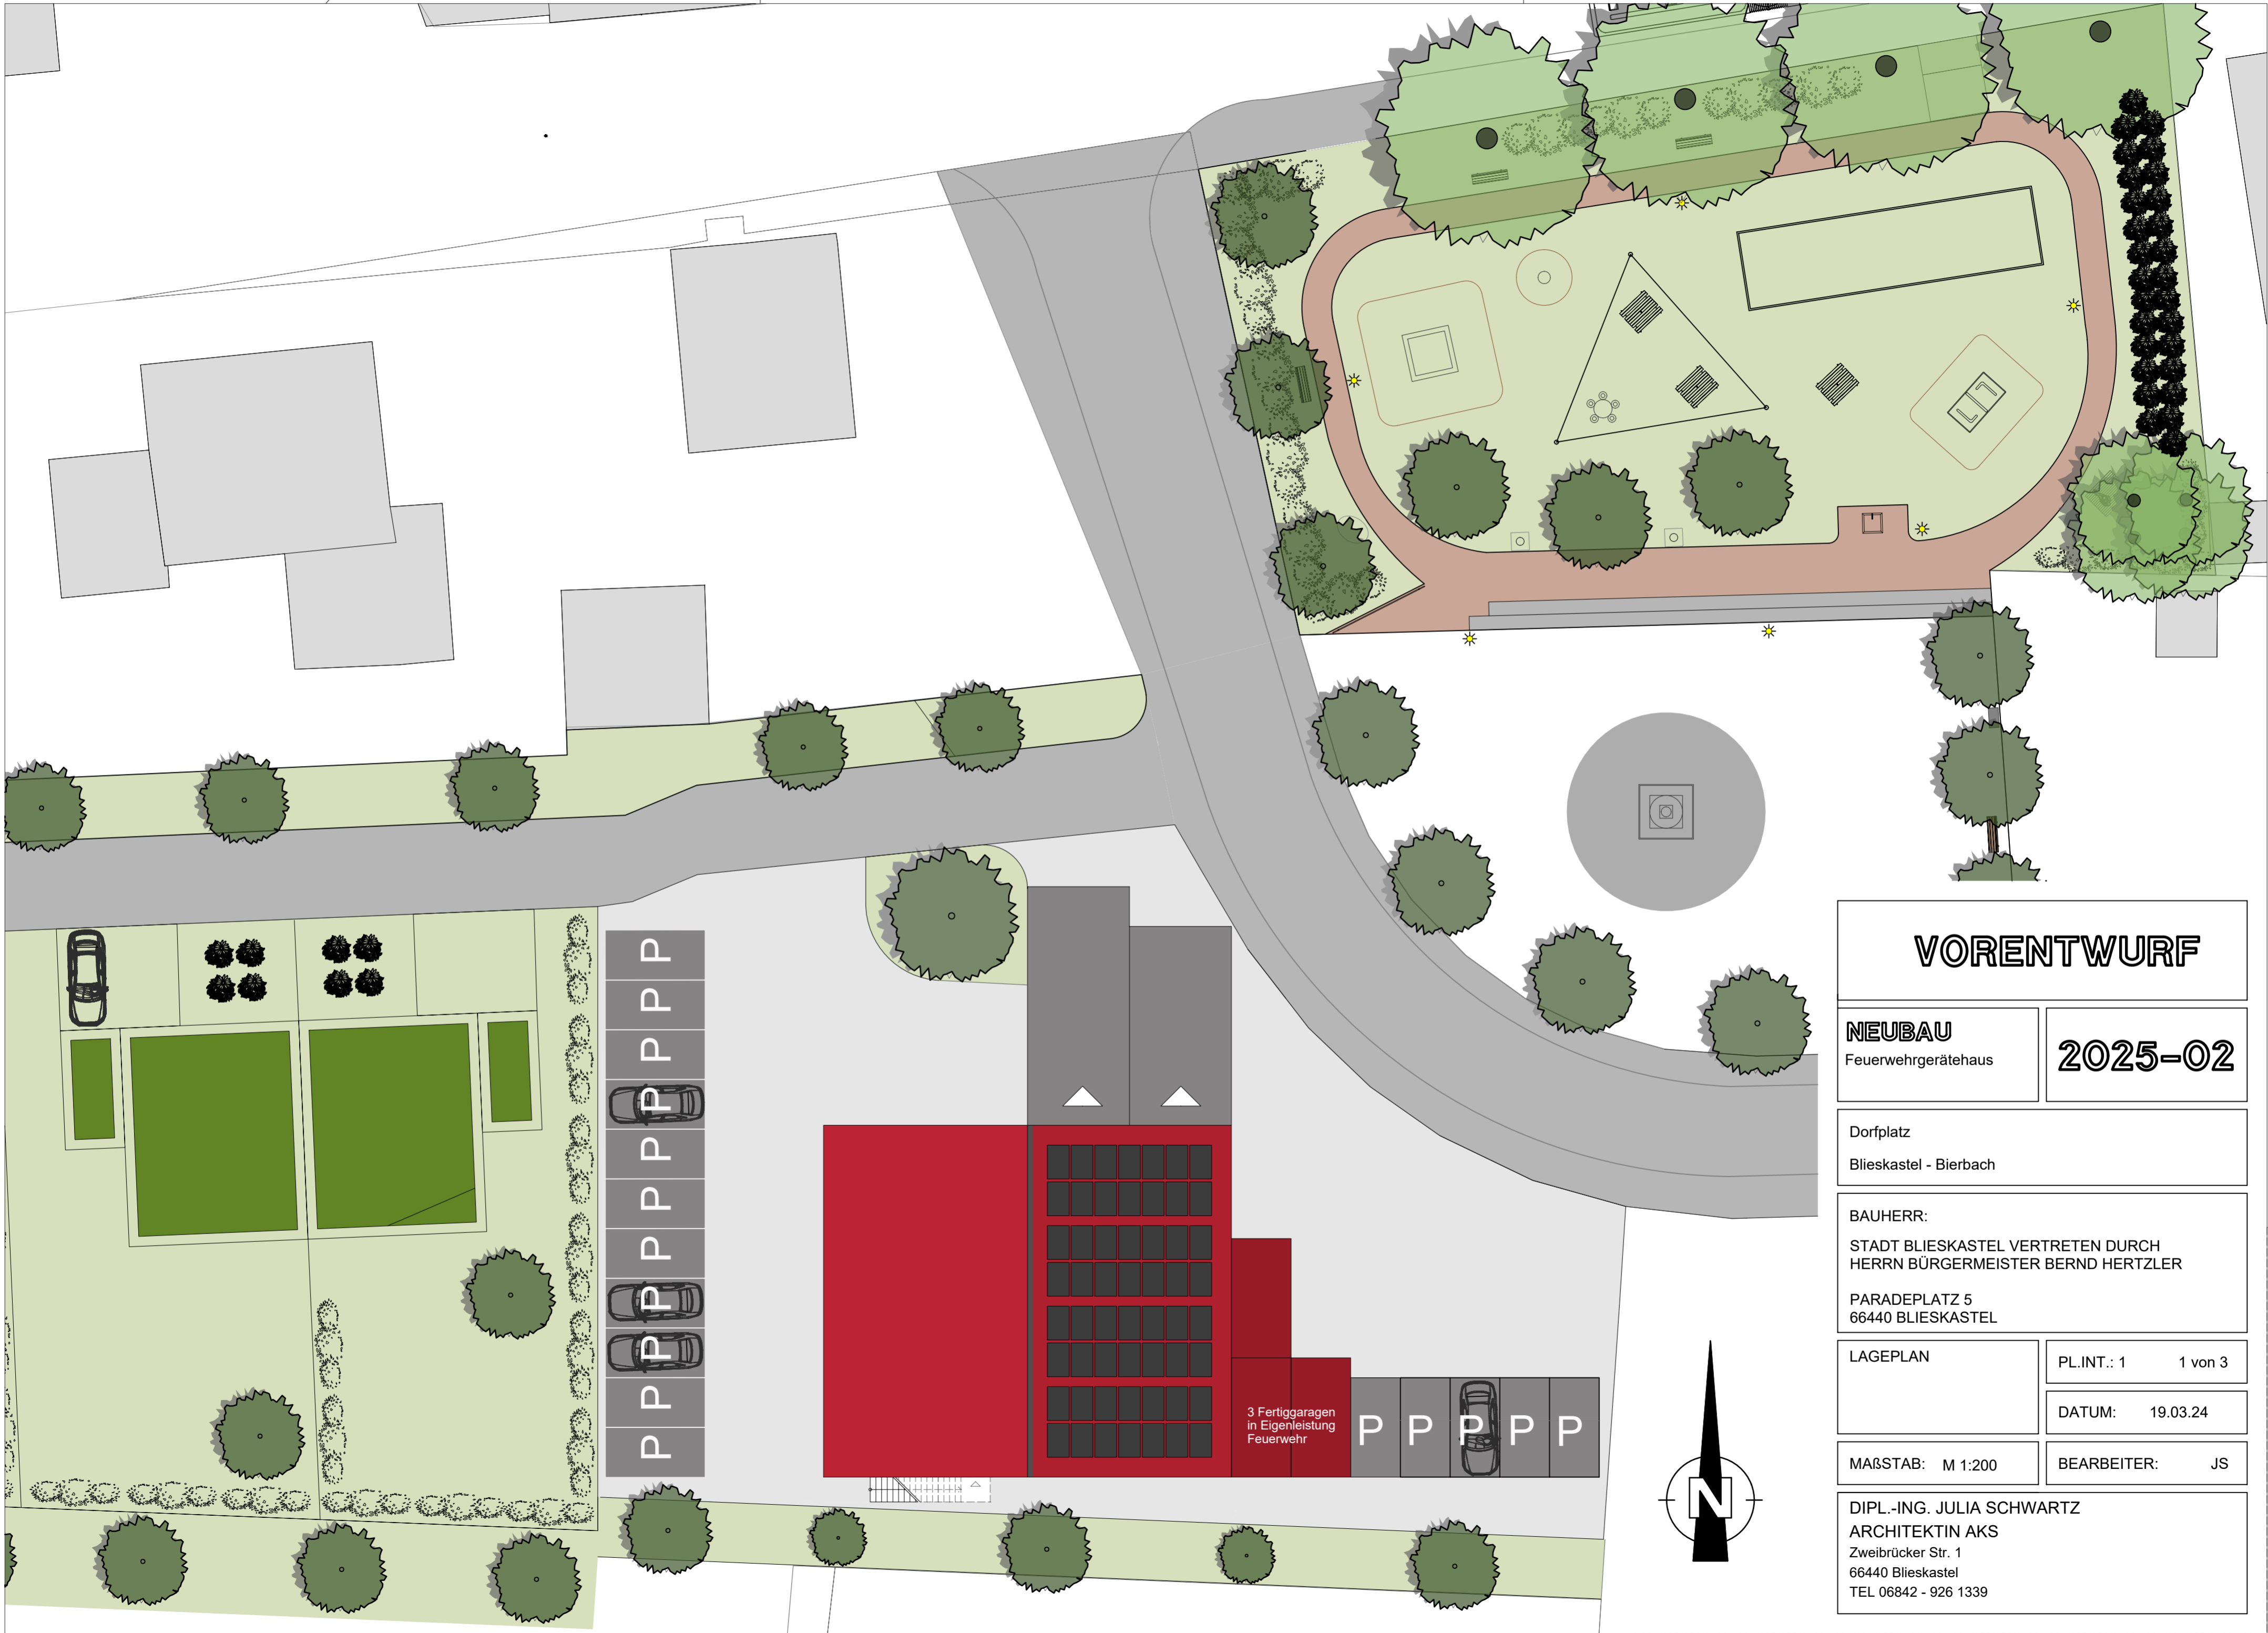 P
P
P
P
P
P
P
P
P
P
P
3 Fertiggaragen
in Eigenleistung
Feuerwehr
P P P P P
N
VORENTWURF
NEUBAU
Feuerwehrgerätehaus
2025-02
Dorfplatz
Blieskastel - Bierbach
BAUHERR:
STADT BLIESKASTEL VERTRETEN DURCH
HERRN BÜRGERMEISTER BERND HERTZLER
PARADEPLATZ 5
66440 BLIESKASTEL
LAGEPLAN
PL.INT.: 1 1 von 3
DATUM: 19.03.24
MAßSTAB: M 1:200
BEARBEITER: JS
DIPL.-ING. JULIA SCHWARTZ
ARCHITEKTIN AKS
Zweibrücker Str. 1
66440 Blieskastel
TEL 06842 - 926 1339